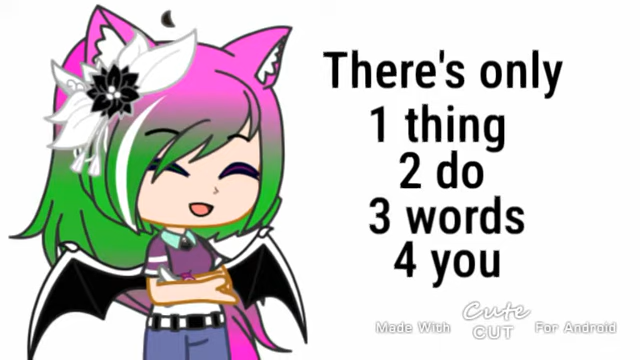 There's only
1 thing
2 do
3 words
4 you
Made With Cute CUT For Android